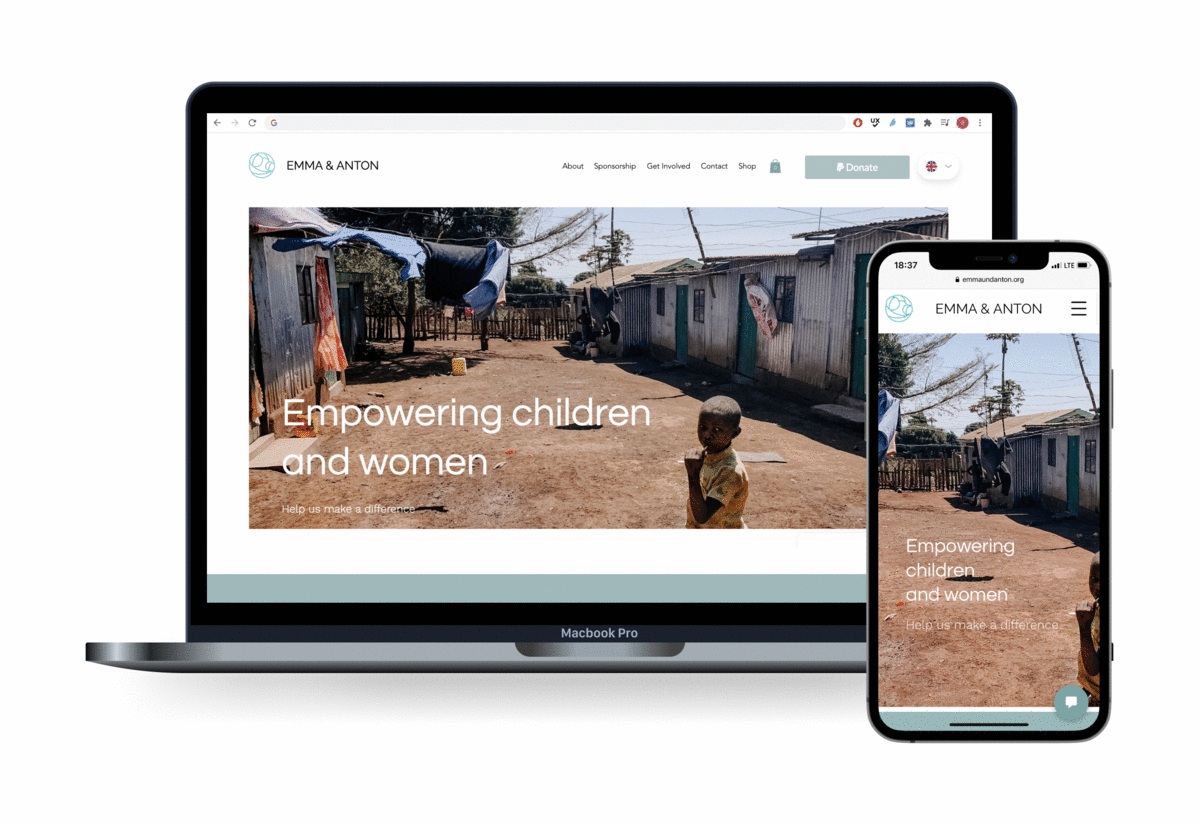 EMMA & ANTON
About Sponsorship Get Involved Contact Shop
0
Donate
Empowering children
and women
Help us make a difference
Macbook Pro
18:37
LTE
emmaundanton.org
EMMA & ANTON
Empowering
children
and women
Help us make a difference